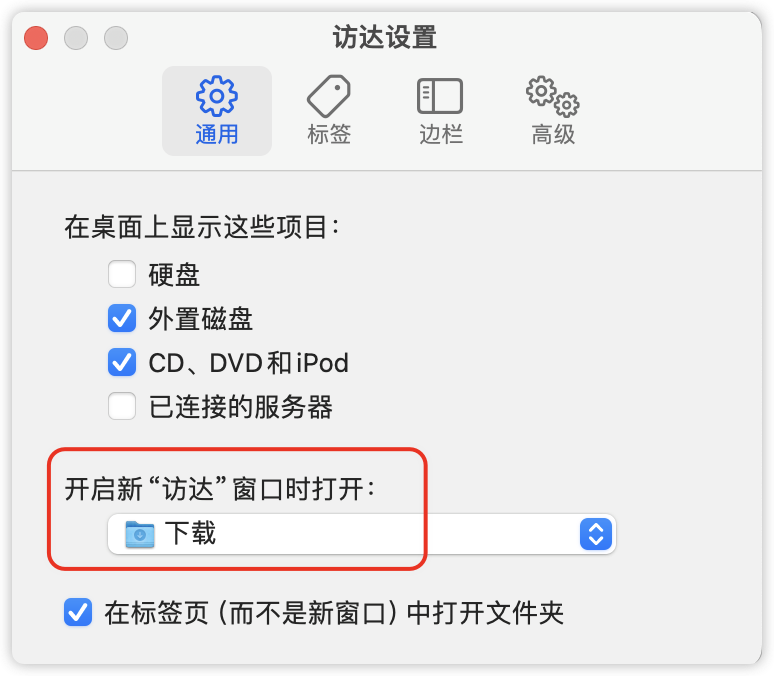 访达设置
通用 标签 边栏 高级
在桌面上显示这些项目：
硬盘
外置磁盘
CD、DVD和iPod
已连接的服务器
开启新“访达”窗口时打开：
下载
在标签页（而不是新窗口）中打开文件夹